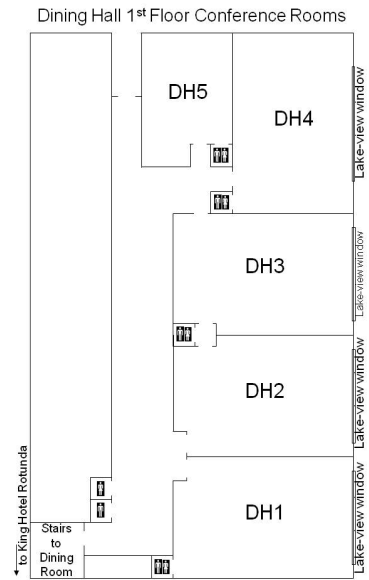 Dining Hall 1st Floor Conference Rooms
DH5
DH4
Lake-view window
DH3
Lake-view window
DH2
Lake-view window
DH1
Lake-view window
to King Hotel Rotunda
Stairs
to
Dining
Room